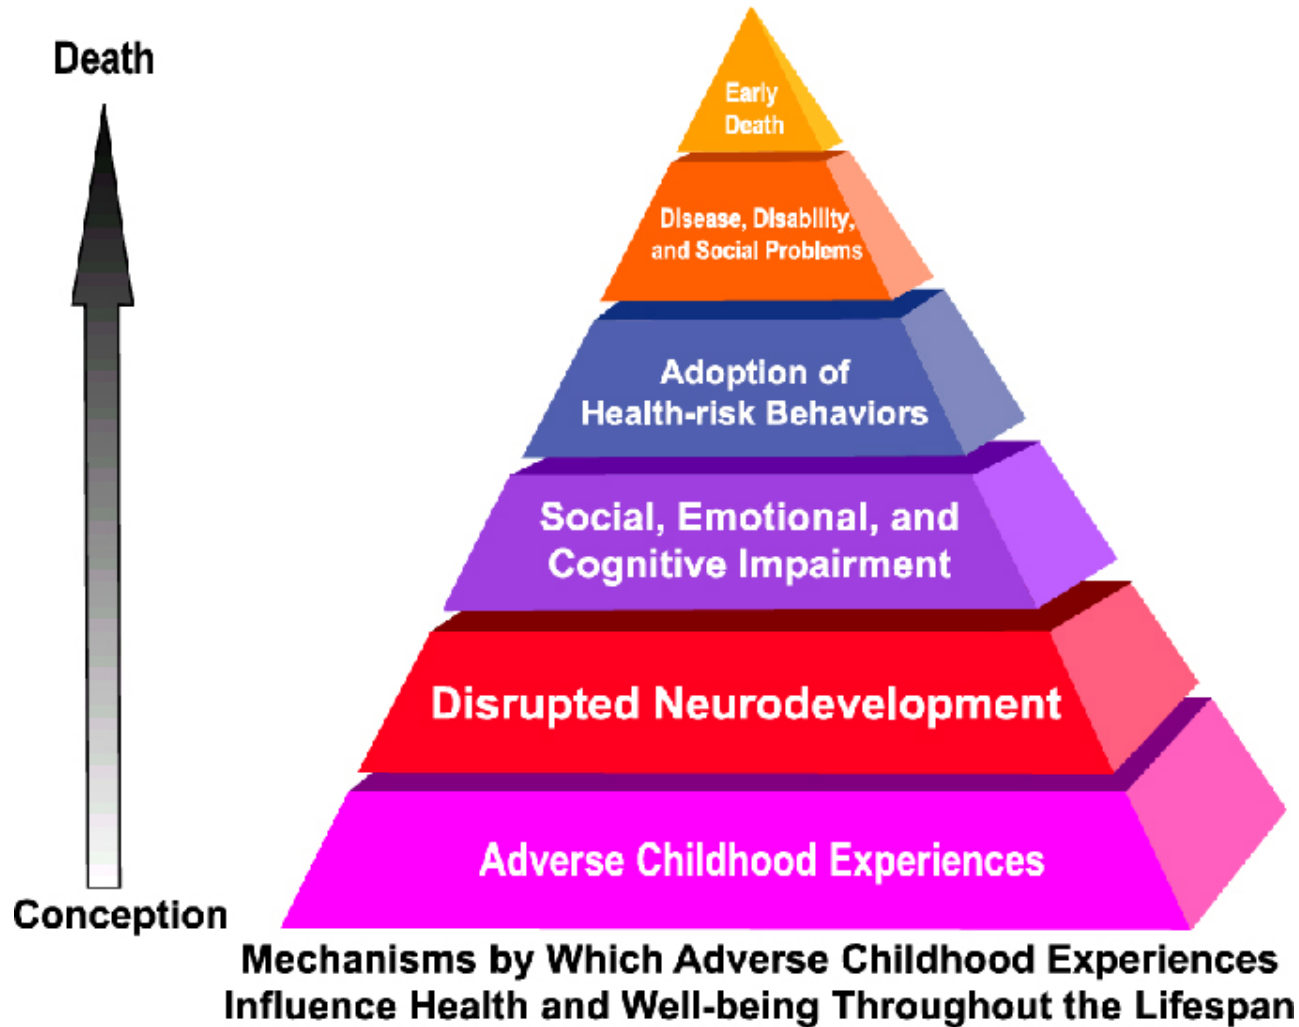 Death
Early
Death
Disease, Disability,
and Social Problems
Adoption of
Health-risk Behaviors
Social, Emotional, and
Cognitive Impairment
Disrupted Neurodevelopment
Adverse Childhood Experiences
Conception
Mechanisms by Which Adverse Childhood Experiences
Influence Health and Well-being Throughout the Lifespan